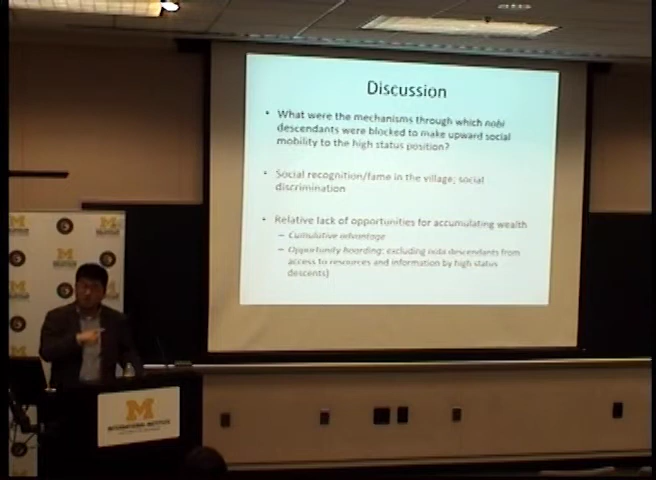 Discussion
• What were the mechanisms through which nobi
descendants were blocked to make upward social
mobility to the high status position?
• Social recognition/fame in the village; social
discrimination
• Relative lack of opportunities for accumulating wealth
– Cumulative advantage
– Opportunity hoarding: excluding nobi descendants from
access to resources and information by high status
descents)
M
INTERNATIONAL INSTITUTE